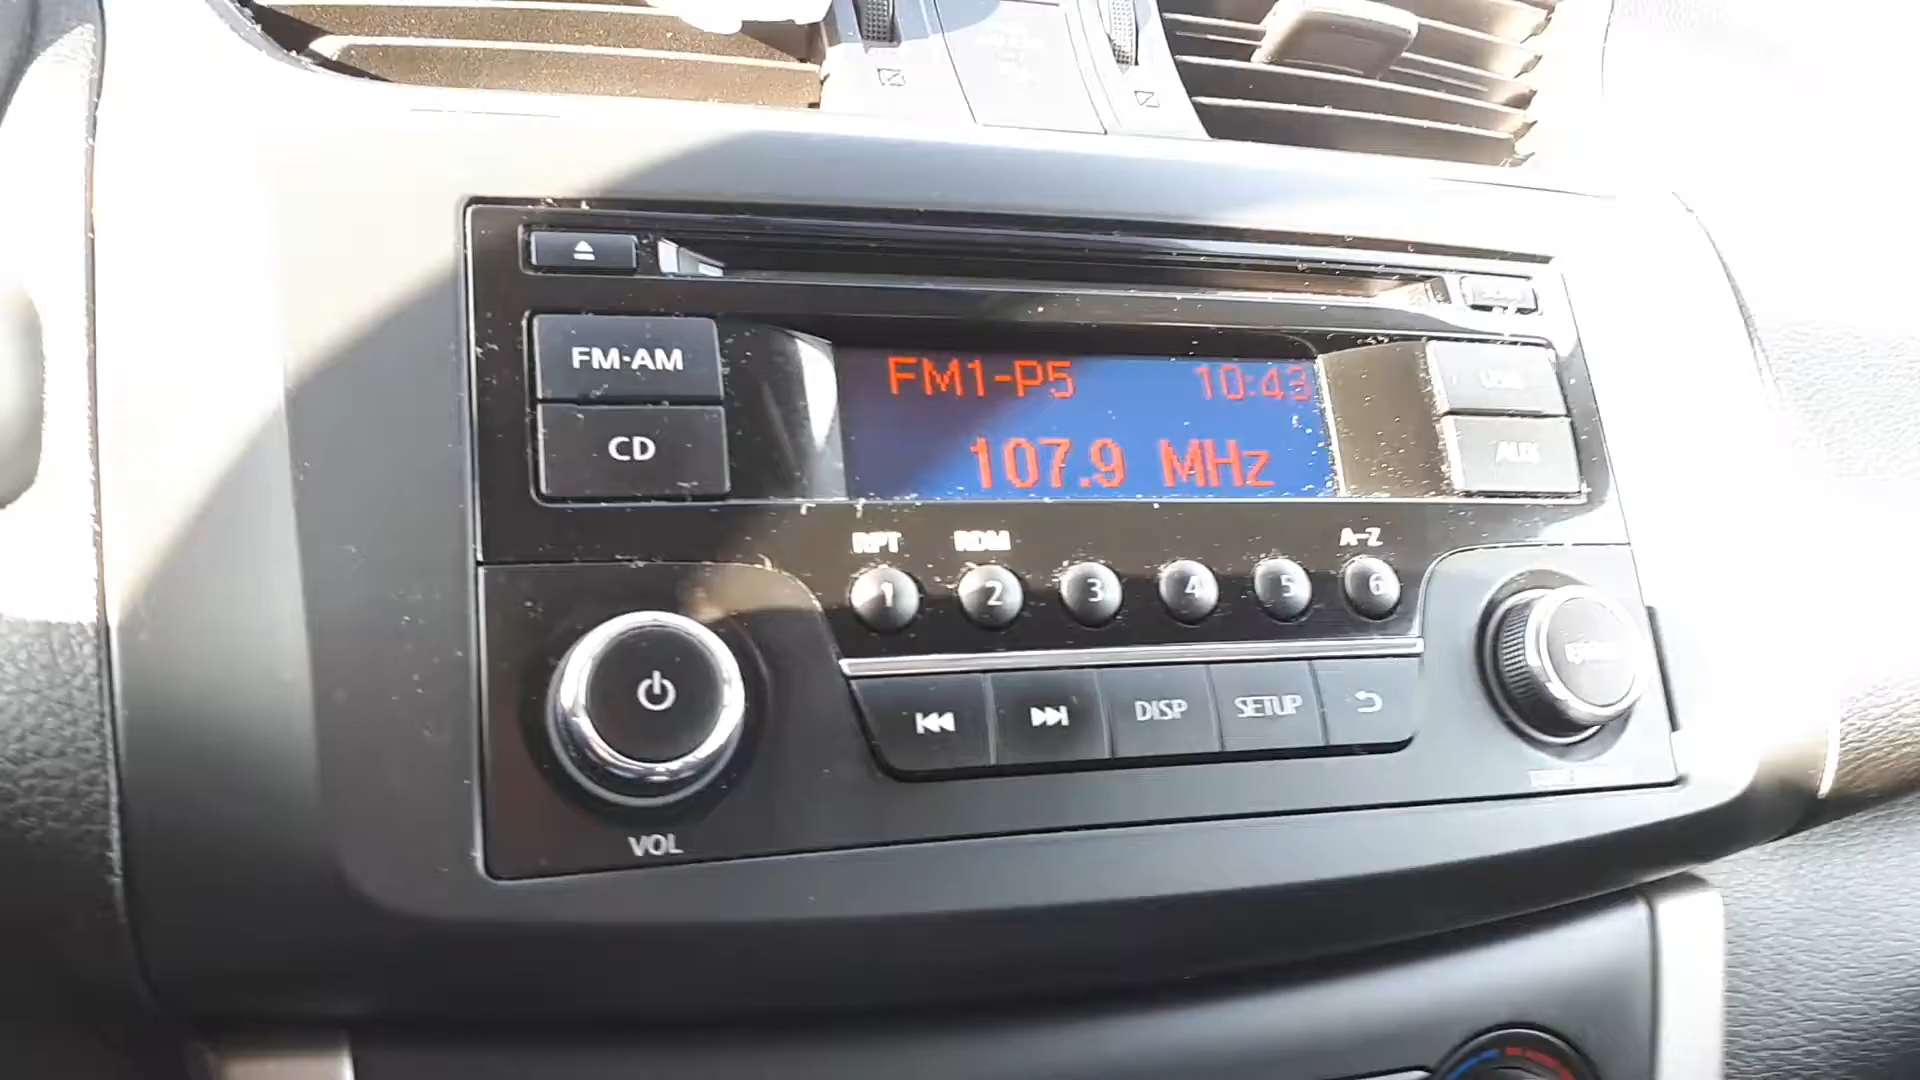 FM·AM
CD
FM1-P5 10:43
107.9 MHz
AUX
RPT RDM A-Z
1 2 3 4 5 6
DISP SETUP
VOL